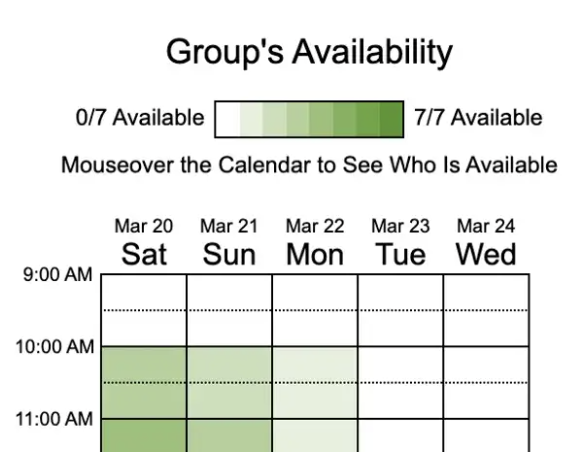 Group's Availability
0/7 Available 7/7 Available
Mouseover the Calendar to See Who Is Available
Mar 20 Mar 21 Mar 22 Mar 23 Mar 24
Sat Sun Mon Tue Wed
9:00 AM
10:00 AM
11:00 AM